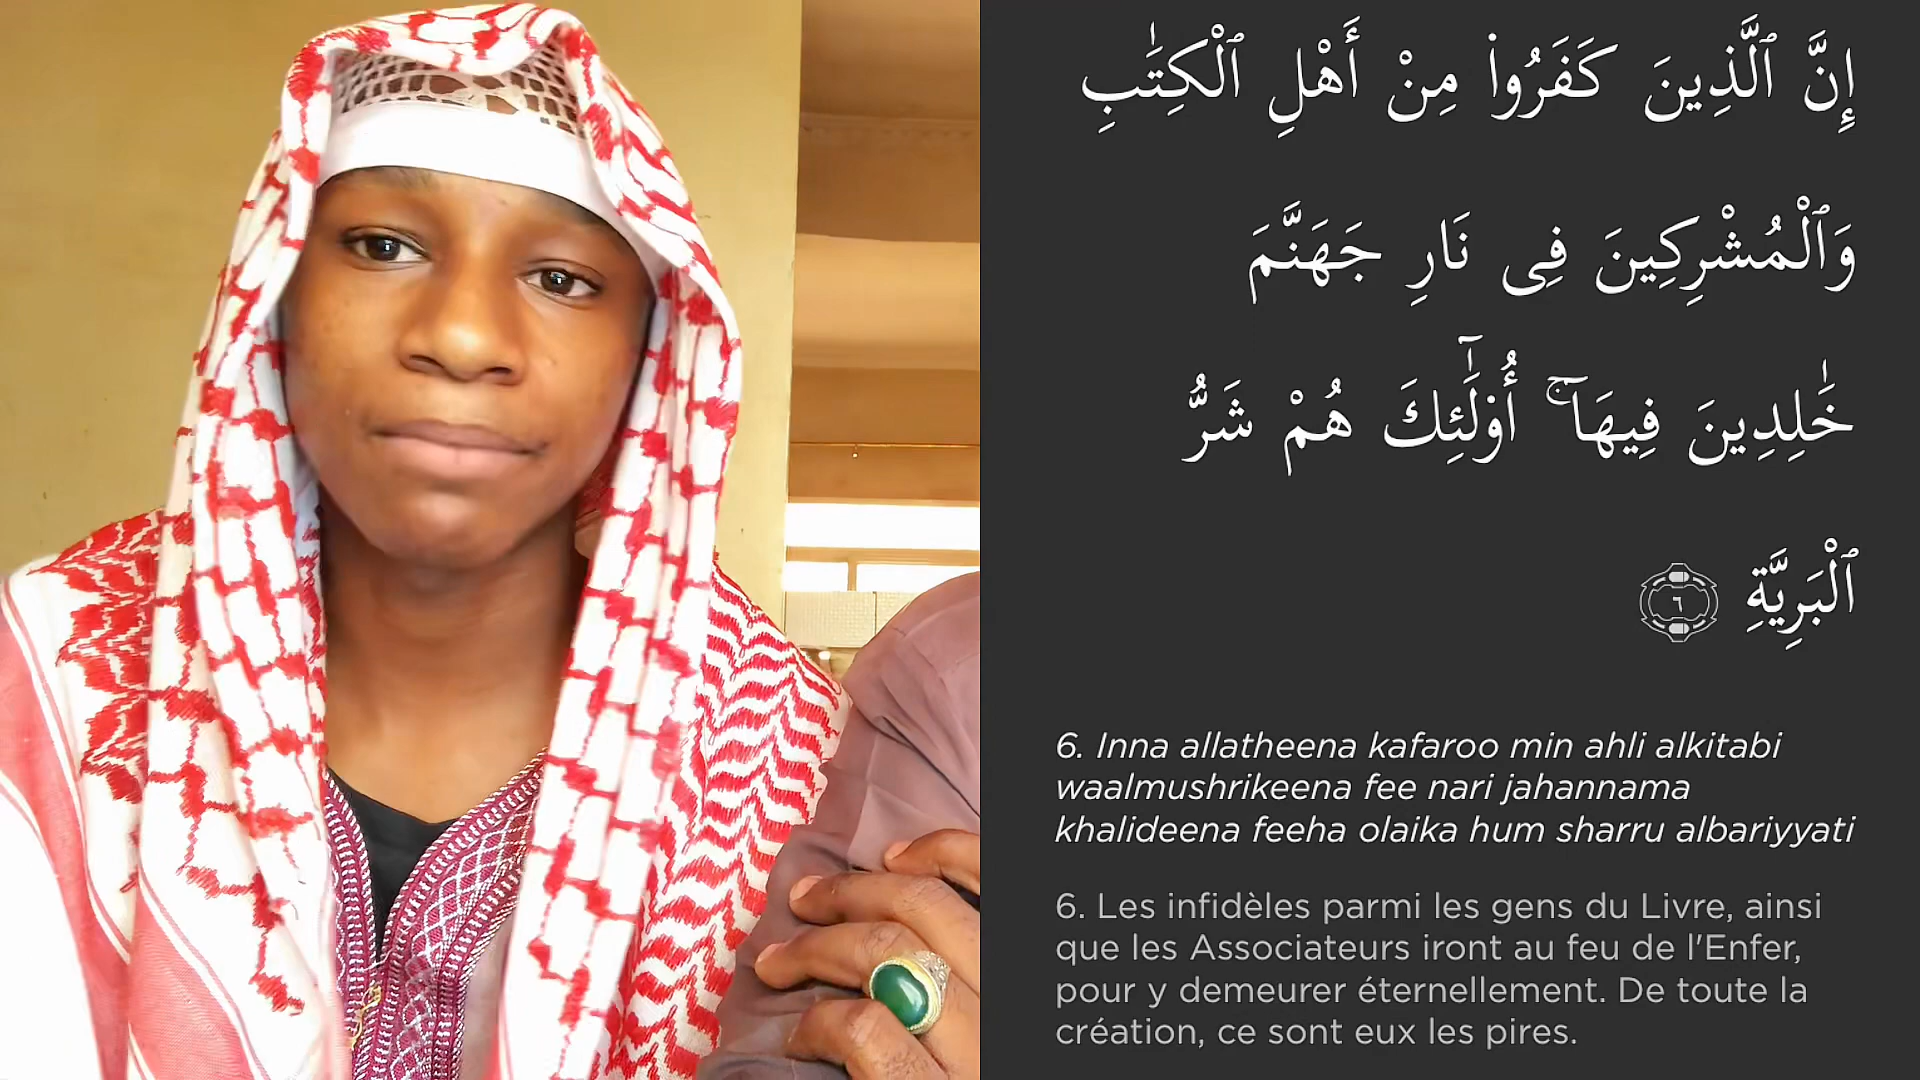 إِنَّ ٱلَّذِينَ كَفَرُوا۟ مِنْ أَهْلِ ٱلْكِتَٰبِ
وَٱلْمُشْرِكِينَ فِى نَارِ جَهَنَّمَ
خَٰلِدِينَ فِيهَآ ۚ أُو۟لَٰٓئِكَ هُمْ شَرُّ
ٱلْبَرِيَّةِ ٦
6. Inna allatheena kafaroo min ahli alkitabi
waalmushrikeena fee nari jahannama
khalideena feeha olaika hum sharru albariyyati
6. Les infidèles parmi les gens du Livre, ainsi
que les Associateurs iront au feu de l'Enfer,
pour y demeurer éternellement. De toute la
création, ce sont eux les pires.